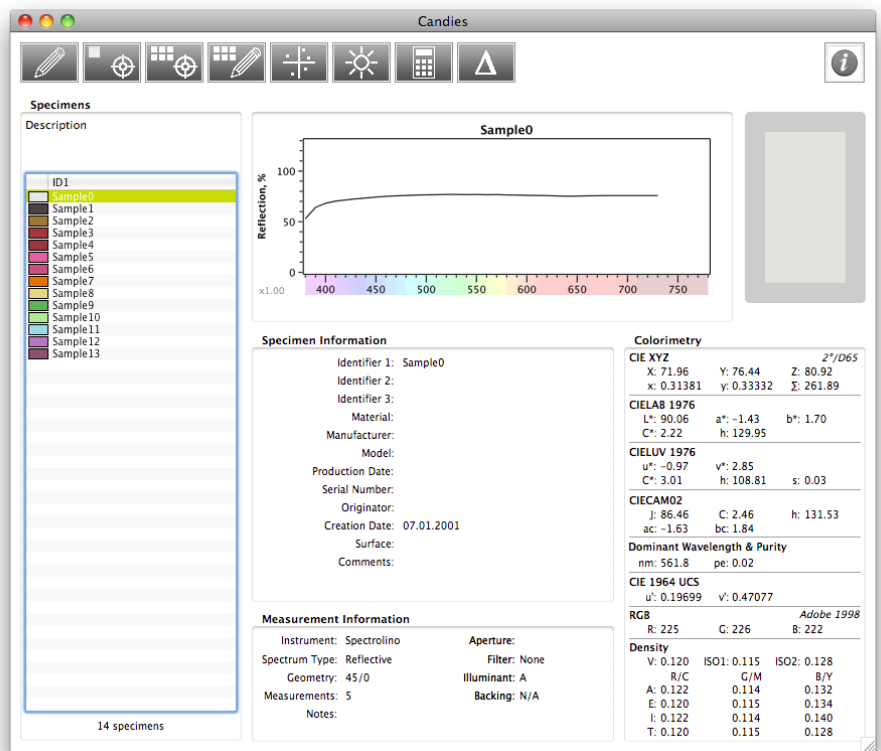 Candies
Specimens
Description
ID1
Sample0
Sample1
Sample2
Sample3
Sample4
Sample5
Sample6
Sample7
Sample8
Sample9
Sample10
Sample11
Sample12
Sample13
14 specimens
Sample0
Reflection, %
100
50
0
x1.00
400 450 500 550 600 650 700 750
Specimen Information
Identifier 1: Sample0
Identifier 2:
Identifier 3:
Material:
Manufacturer:
Model:
Production Date:
Serial Number:
Originator:
Creation Date: 07.01.2001
Surface:
Comments:
Measurement Information
Instrument: Spectrolino Aperture:
Spectrum Type: Reflective Filter: None
Geometry: 45/0 Illuminant: A
Measurements: 5 Backing: N/A
Notes:
Colorimetry
CIE XYZ 2°/D65
X: 71.96 Y: 76.44 Z: 80.92
x: 0.31381 y: 0.33332 Σ: 261.89
CIELAB 1976
L*: 90.06 a*: -1.43 b*: 1.70
C*: 2.22 h: 129.95
CIELUV 1976
u*: -0.97 v*: 2.85
C*: 3.01 h: 108.81 s: 0.03
CIECAM02
J: 86.46 C: 2.46 h: 131.53
ac: -1.63 bc: 1.84
Dominant Wavelength & Purity
nm: 561.8 pe: 0.02
CIE 1964 UCS
u': 0.19699 v': 0.47077
RGB Adobe 1998
R: 225 G: 226 B: 222
Density
V: 0.120 ISO1: 0.115 ISO2: 0.128
R/C G/M B/Y
A: 0.122 0.114 0.132
E: 0.120 0.115 0.134
I: 0.122 0.114 0.140
T: 0.120 0.115 0.128